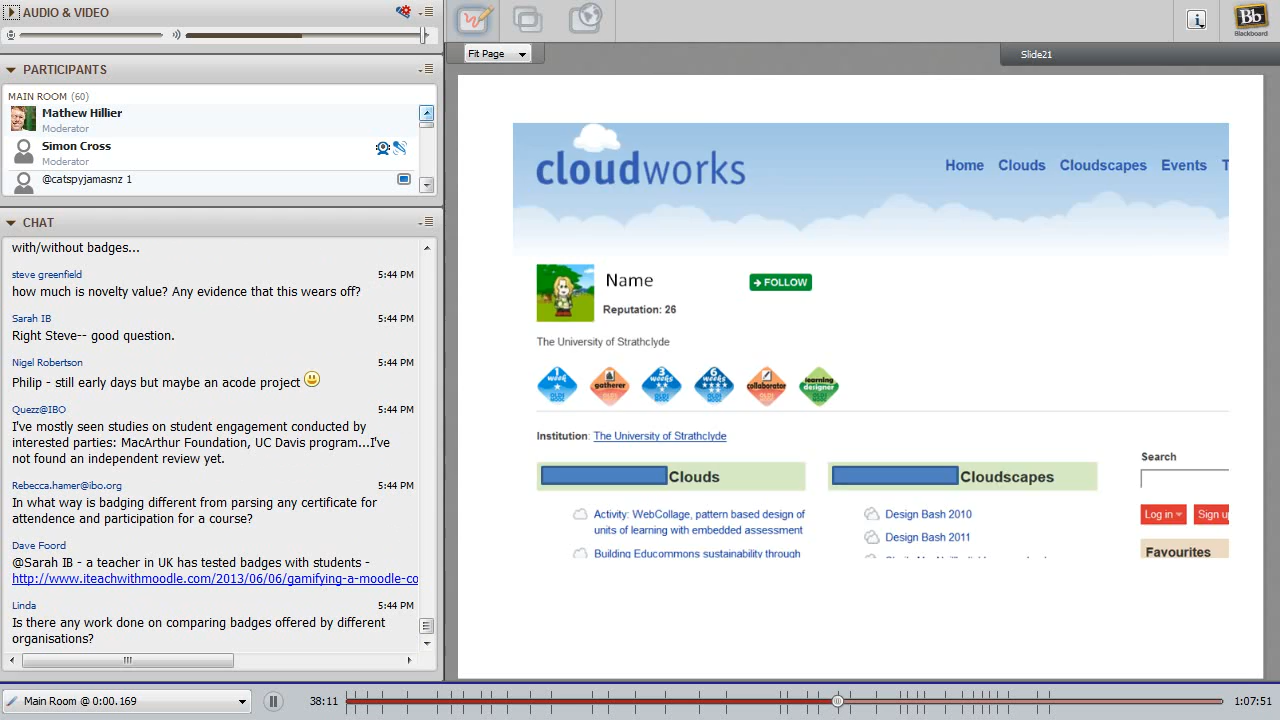 AUDIO & VIDEO
PARTICIPANTS
MAIN ROOM (60)
Mathew Hillier
Moderator
Simon Cross
Moderator
@catspyjamasnz 1
CHAT
with/without badges...
steve greenfield 5:44 PM
how much is novelty value? Any evidence that this wears off?
Sarah IB 5:44 PM
Right Steve-- good question.
Nigel Robertson 5:44 PM
Philip - still early days but maybe an acode project
Quezz@IBO 5:44 PM
I've mostly seen studies on student engagement conducted by
interested parties: MacArthur Foundation, UC Davis program...I've
not found an independent review yet.
Rebecca.hamer@ibo.org 5:44 PM
In what way is badging different from parsing any certificate for
attendence and participation for a course?
Dave Foord 5:44 PM
@Sarah IB - a teacher in UK has tested badges with students -
http://www.iteachwithmoodle.com/2013/06/06/gamifying-a-moodle-co
Linda 5:44 PM
Is there any work done on comparing badges offered by different
organisations?
Main Room @ 0:00.169
38:11
1:07:51
Fit Page
Slide21
Bb
Blackboard
cloudworks
Home Clouds Cloudscapes Events T
Name
FOLLOW
Reputation: 26
The University of Strathclyde
1 week
gatherer
3 weeks
6 weeks
collaborator
learning designer
Institution: The University of Strathclyde
Clouds
Activity: WebCollage, pattern based design of
units of learning with embedded assessment
Building Educommons sustainability through
Cloudscapes
Design Bash 2010
Design Bash 2011
Search
Log in
Sign up
Favourites